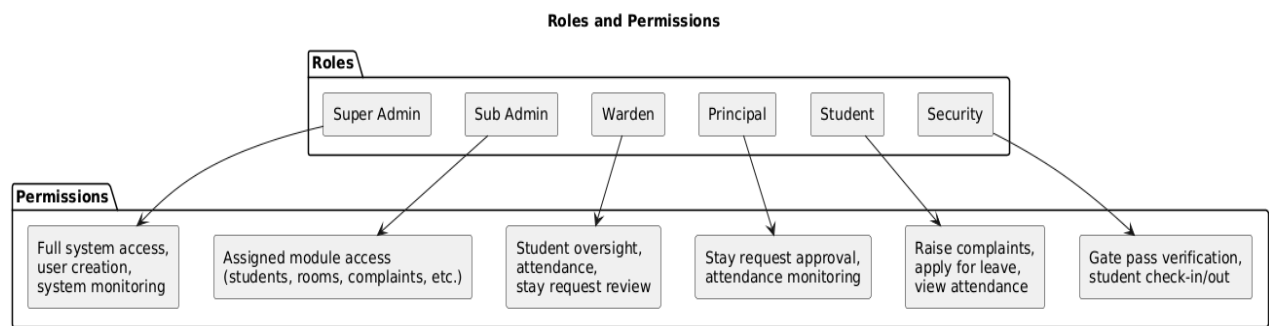 Roles and Permissions
Roles
Super Admin
Sub Admin
Warden
Principal
Student
Security
Permissions
Full system access,
user creation,
system monitoring
Assigned module access
(students, rooms, complaints, etc.)
Student oversight,
attendance,
stay request review
Stay request approval,
attendance monitoring
Raise complaints,
apply for leave,
view attendance
Gate pass verification,
student check-in/out